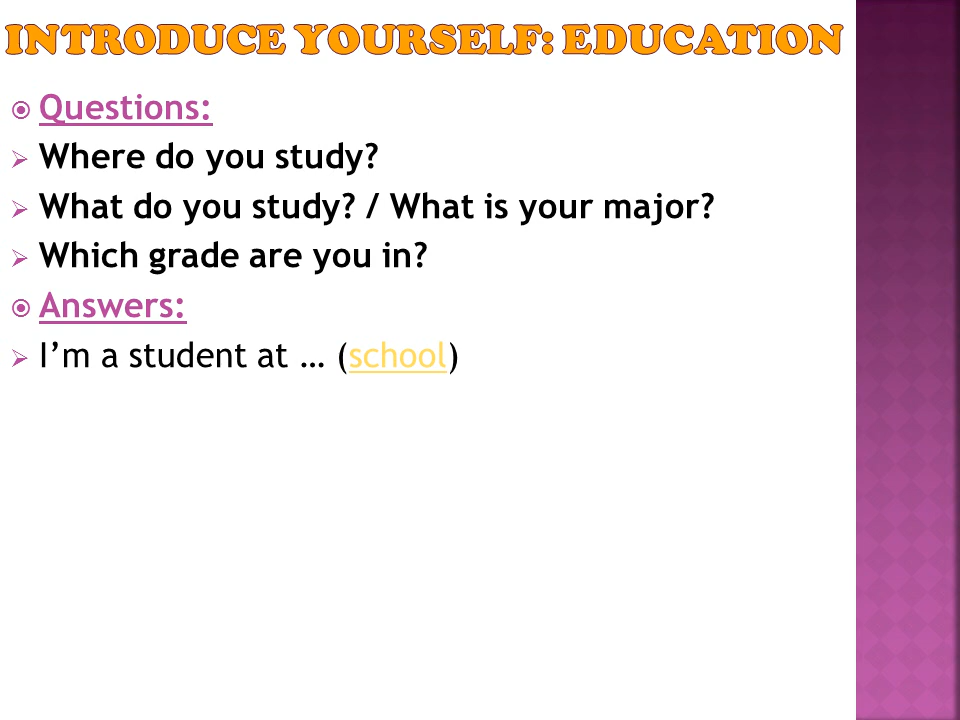 INTRODUCE YOURSELF: EDUCATION
Questions:
Where do you study?
What do you study? / What is your major?
Which grade are you in?
Answers:
I’m a student at … (school)